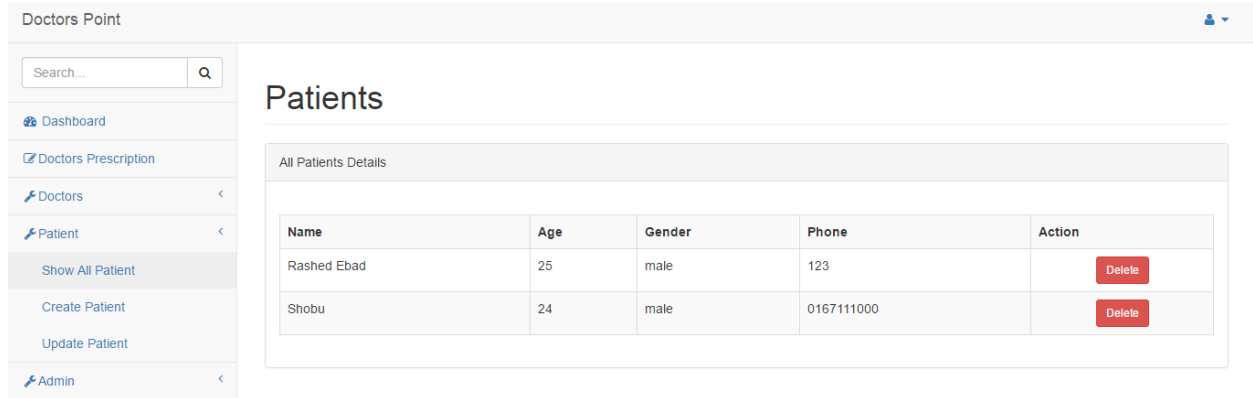 Doctors Point
Search...
Dashboard
Doctors Prescription
Doctors
Patient
Show All Patient
Create Patient
Update Patient
Admin
Patients
All Patients Details
Name Age Gender Phone Action
Rashed Ebad 25 male 123 Delete
Shobu 24 male 0167111000 Delete